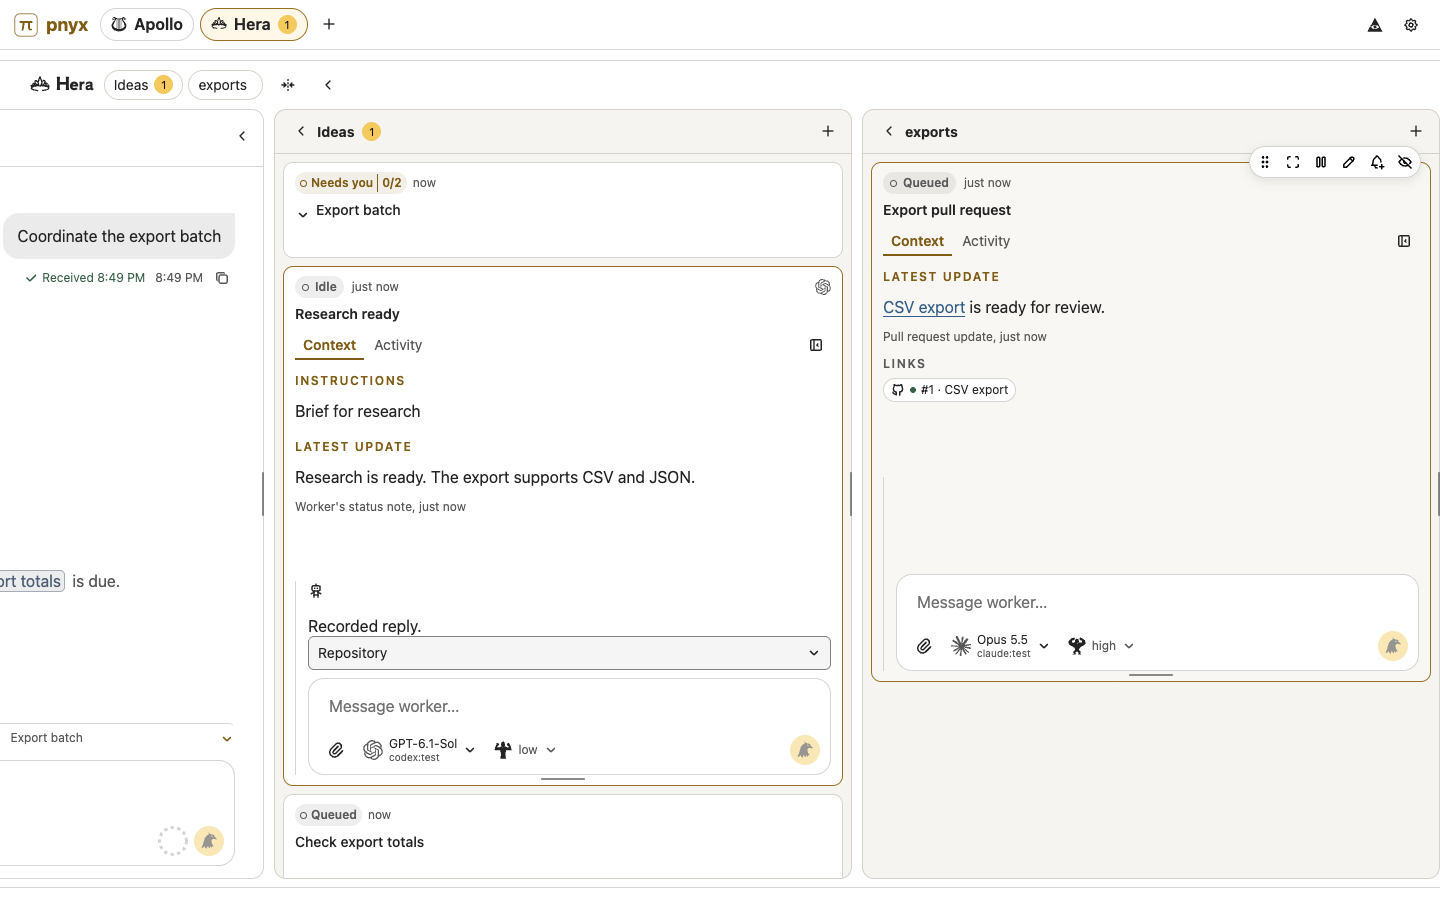 π pnyx Apollo Hera 1
Hera Ideas 1 exports
Coordinate the export batch
Received 8:49 PM 8:49 PM
ort totals is due.
Export batch
Ideas 1
Needs you 0/2 now
Export batch
Idle just now
Research ready
Context Activity
INSTRUCTIONS
Brief for research
LATEST UPDATE
Research is ready. The export supports CSV and JSON.
Worker's status note, just now
Recorded reply.
Repository
Message worker...
GPT-6.1-Sol
codex:test
low
Queued now
Check export totals
exports
Queued just now
Export pull request
Context Activity
LATEST UPDATE
CSV export is ready for review.
Pull request update, just now
LINKS
#1 · CSV export
Message worker...
Opus 5.5
claude:test
high